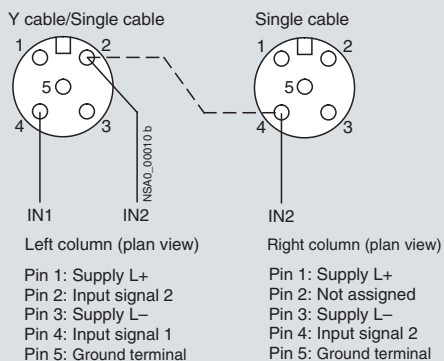 Y cable/Single cable
Single cable
1 2
5
4 3
1 2
5
4 3
NSA0_00010 b
IN1 IN2
IN2
Left column (plan view)
Pin 1: Supply L+
Pin 2: Input signal 2
Pin 3: Supply L–
Pin 4: Input signal 1
Pin 5: Ground terminal
Right column (plan view)
Pin 1: Supply L+
Pin 2: Not assigned
Pin 3: Supply L–
Pin 4: Input signal 2
Pin 5: Ground terminal